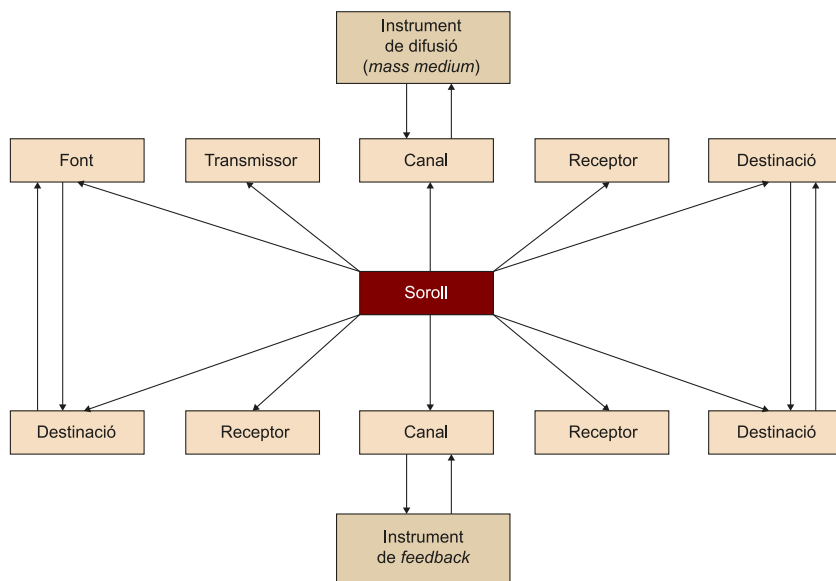 Instrument
de difusió
(mass medium)
Font
Transmissor
Canal
Receptor
Destinació
Soroll
Destinació
Receptor
Canal
Receptor
Destinació
Instrument
de feedback